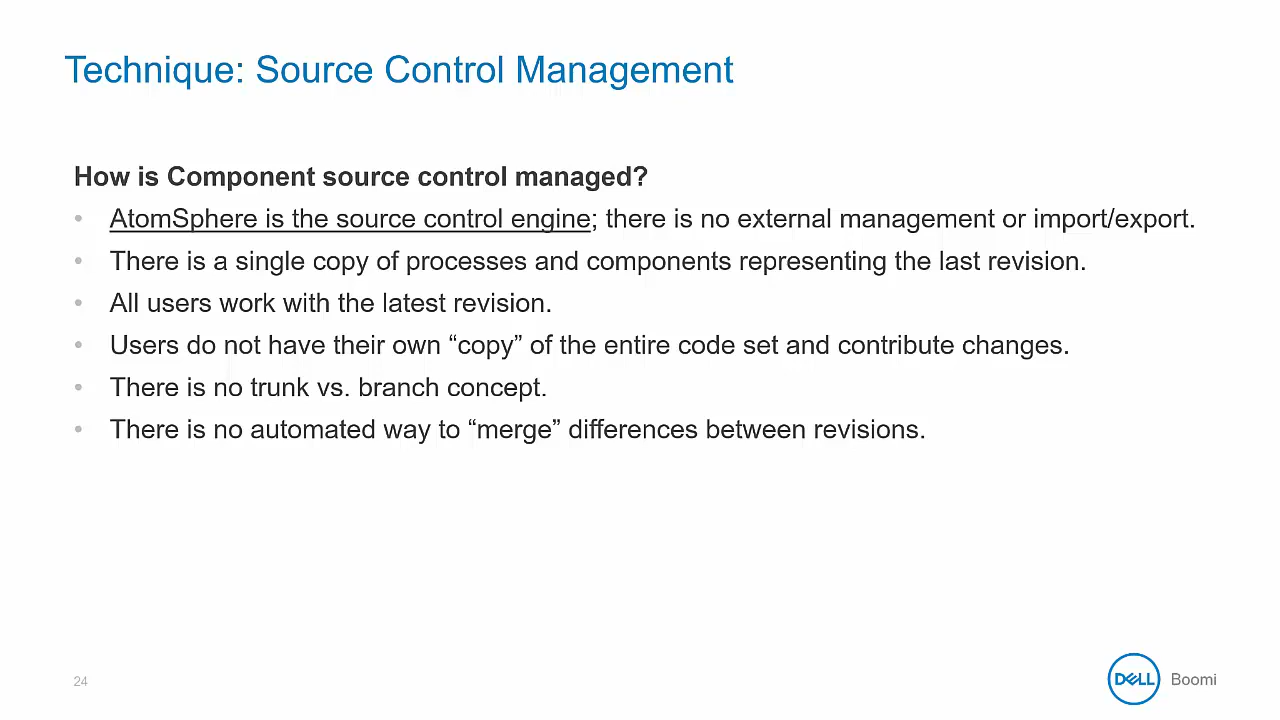 Technique: Source Control Management
How is Component source control managed?
• AtomSphere is the source control engine; there is no external management or import/export.
• There is a single copy of processes and components representing the last revision.
• All users work with the latest revision.
• Users do not have their own “copy” of the entire code set and contribute changes.
• There is no trunk vs. branch concept.
• There is no automated way to “merge” differences between revisions.
24
DELL Boomi